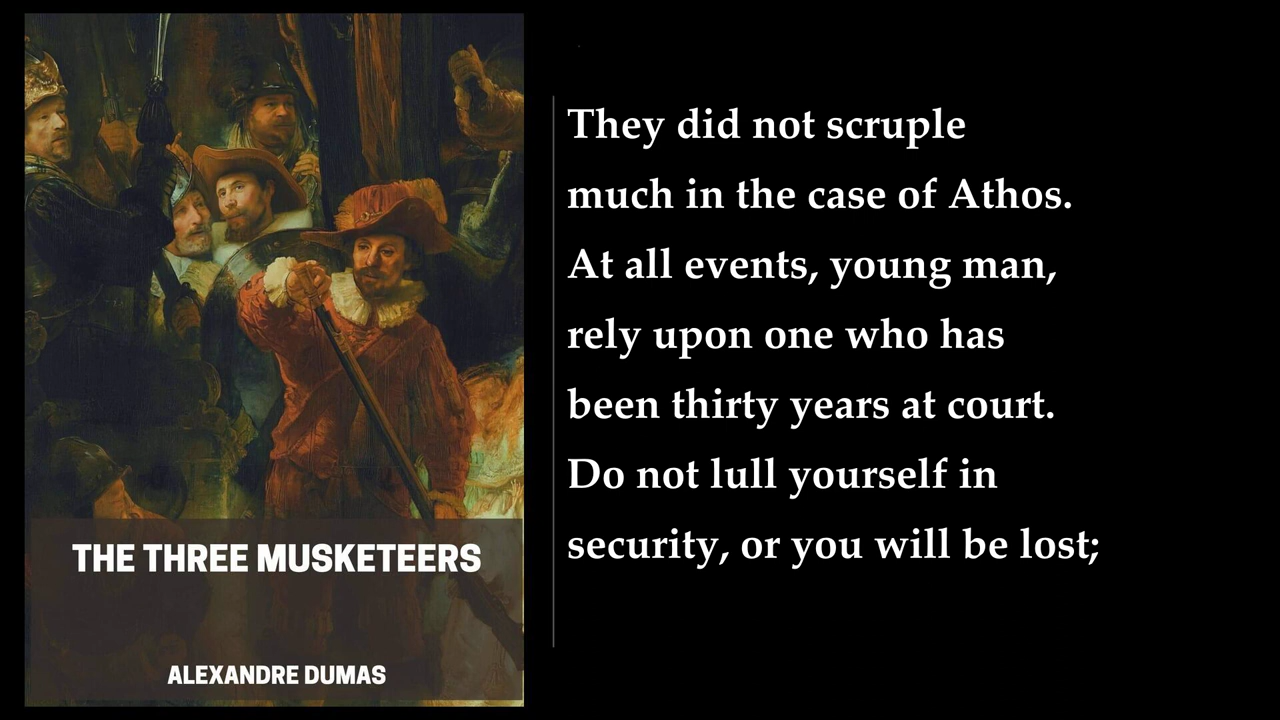 THE THREE MUSKETEERS
ALEXANDRE DUMAS
They did not scruple
much in the case of Athos.
At all events, young man,
rely upon one who has
been thirty years at court.
Do not lull yourself in
security, or you will be lost;